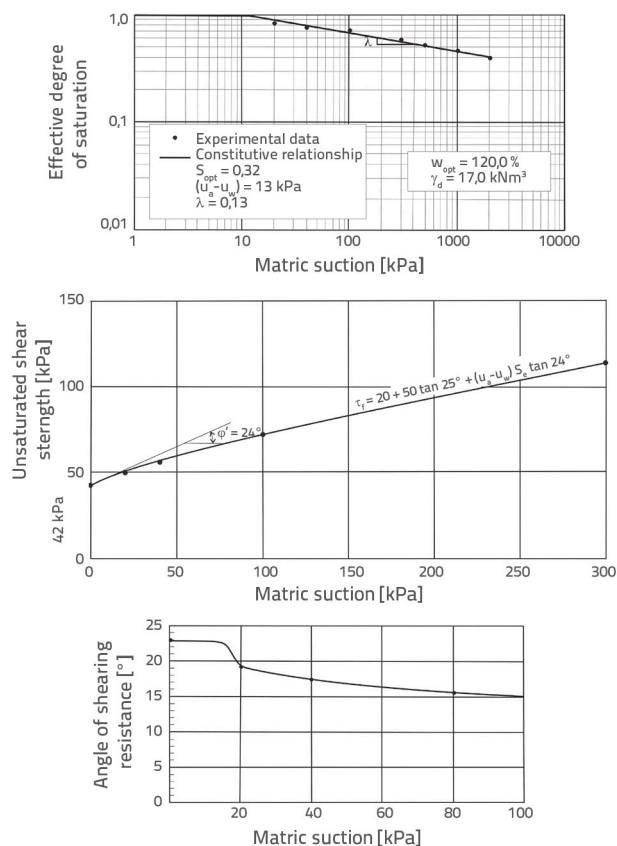 Effective degree
of saturation
1,0
0,1
0,01
λ
• Experimental data
— Constitutive relationship
S_opt = 0,32
(u_a-u_w) = 13 kPa
λ = 0,13
w_opt = 120,0 %
γ_d = 17,0 kNm³
1 10 100 1000 10000
Matric suction [kPa]
Unsaturated shear
sterngth [kPa]
150
100
50
0
42 kPa
φ' = 24°
τ_f = 20 + 50 tan 25° + (u_a-u_w) S_e tan 24°
0 50 100 150 200 250 300
Matric suction [kPa]
Angle of shearing
resistance [°]
25
20
15
10
5
0
20 40 60 80 100
Matric suction [kPa]